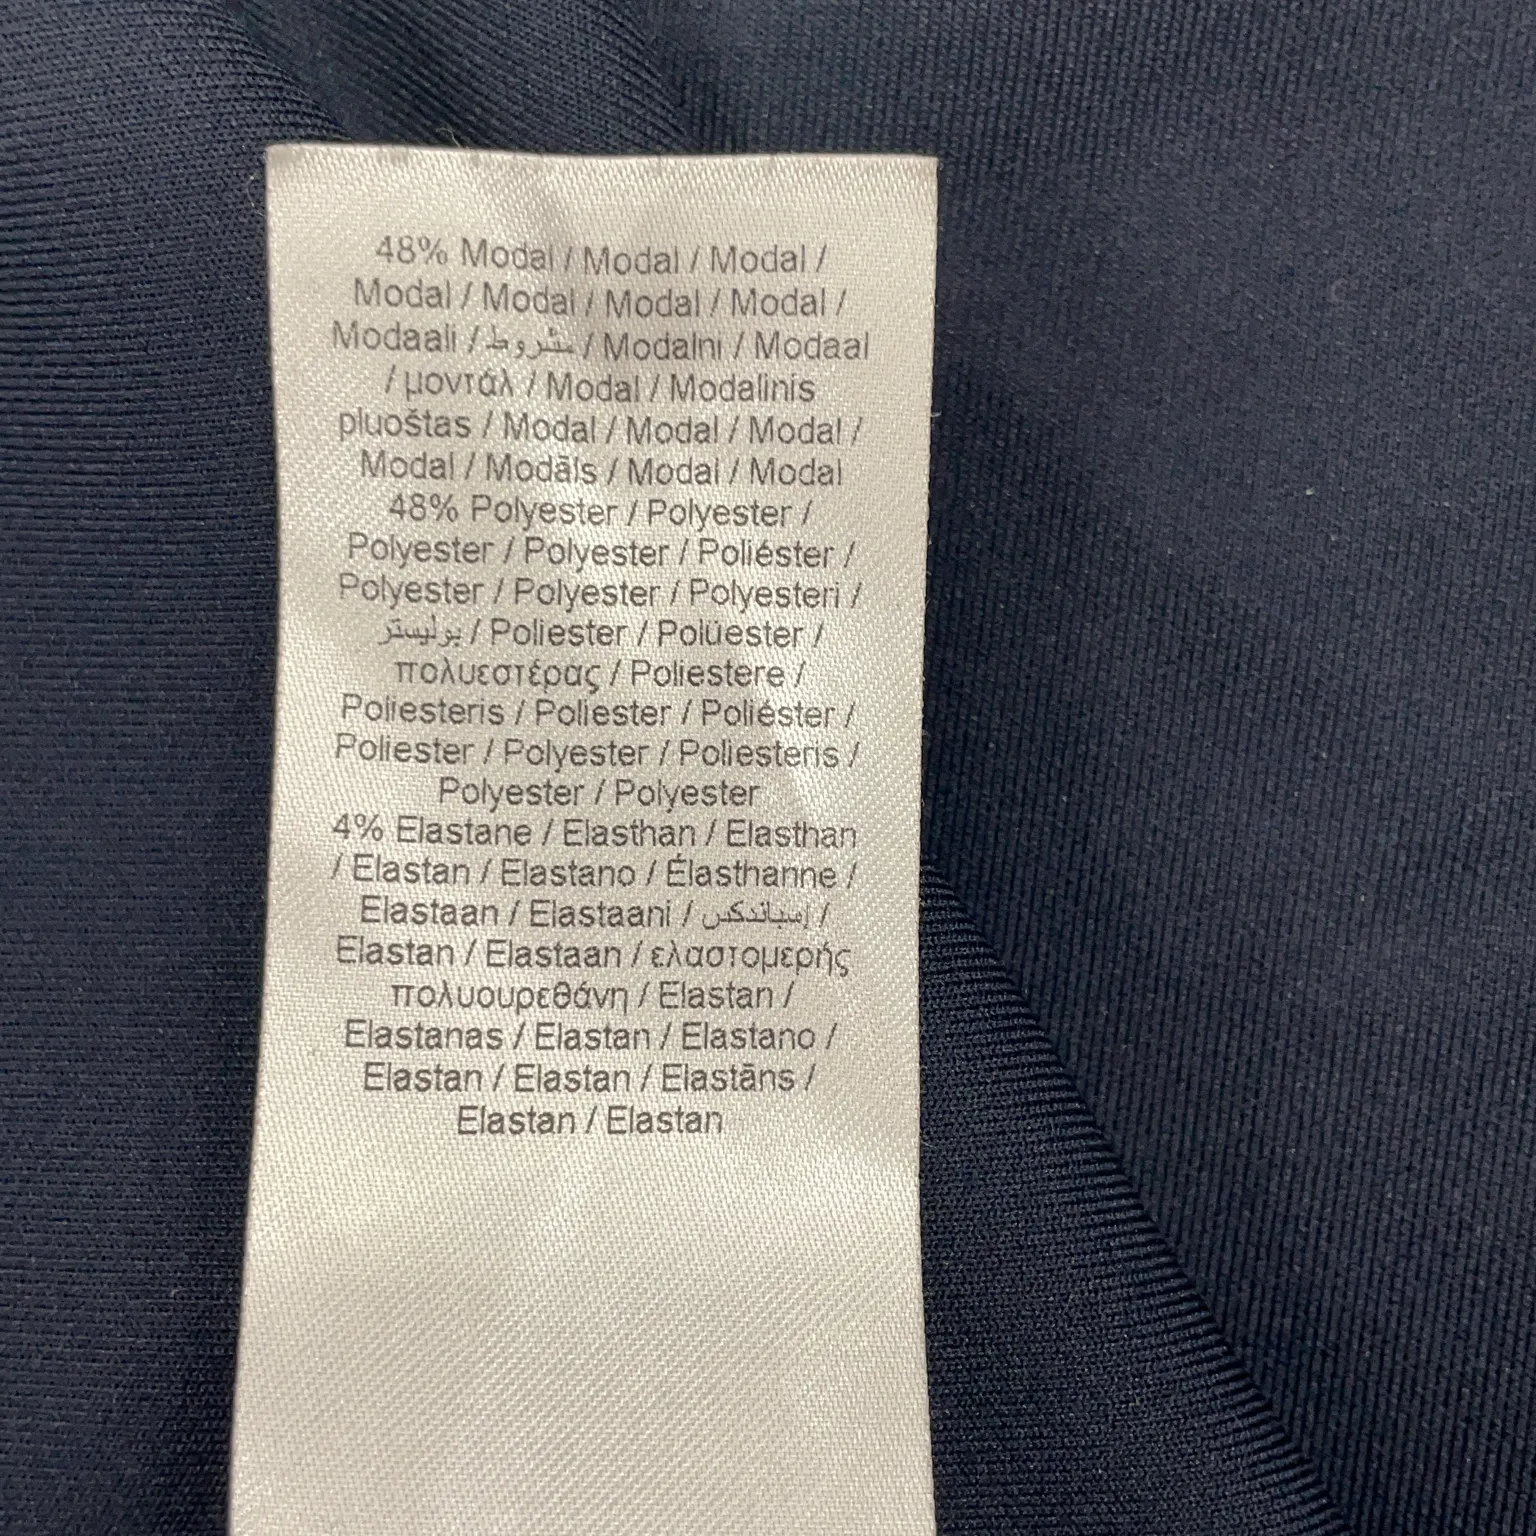 48% Modal / Modal / Modal /
Modal / Modal / Modal / Modal /
Modaali / مشروط / Modalni / Modaal
/ μοντάλ / Modal / Modalinis
pluoštas / Modal / Modal / Modal /
Modal / Modāls / Modal / Modal
48% Polyester / Polyester /
Polyester / Polyester / Poliéster /
Polyester / Polyester / Polyesteri /
بوليستر / Poliester / Polüester /
πολυεστέρας / Poliestere /
Poliesteris / Poliester / Poliéster /
Poliester / Polyester / Poliesteris /
Polyester / Polyester
4% Elastane / Elasthan / Elasthan
/ Elastan / Elastano / Élasthanne /
Elastaan / Elastaani / إسباندكس /
Elastan / Elastaan / ελαστομερής
πολυουρεθάνη / Elastan /
Elastanas / Elastan / Elastano /
Elastan / Elastan / Elastāns /
Elastan / Elastan